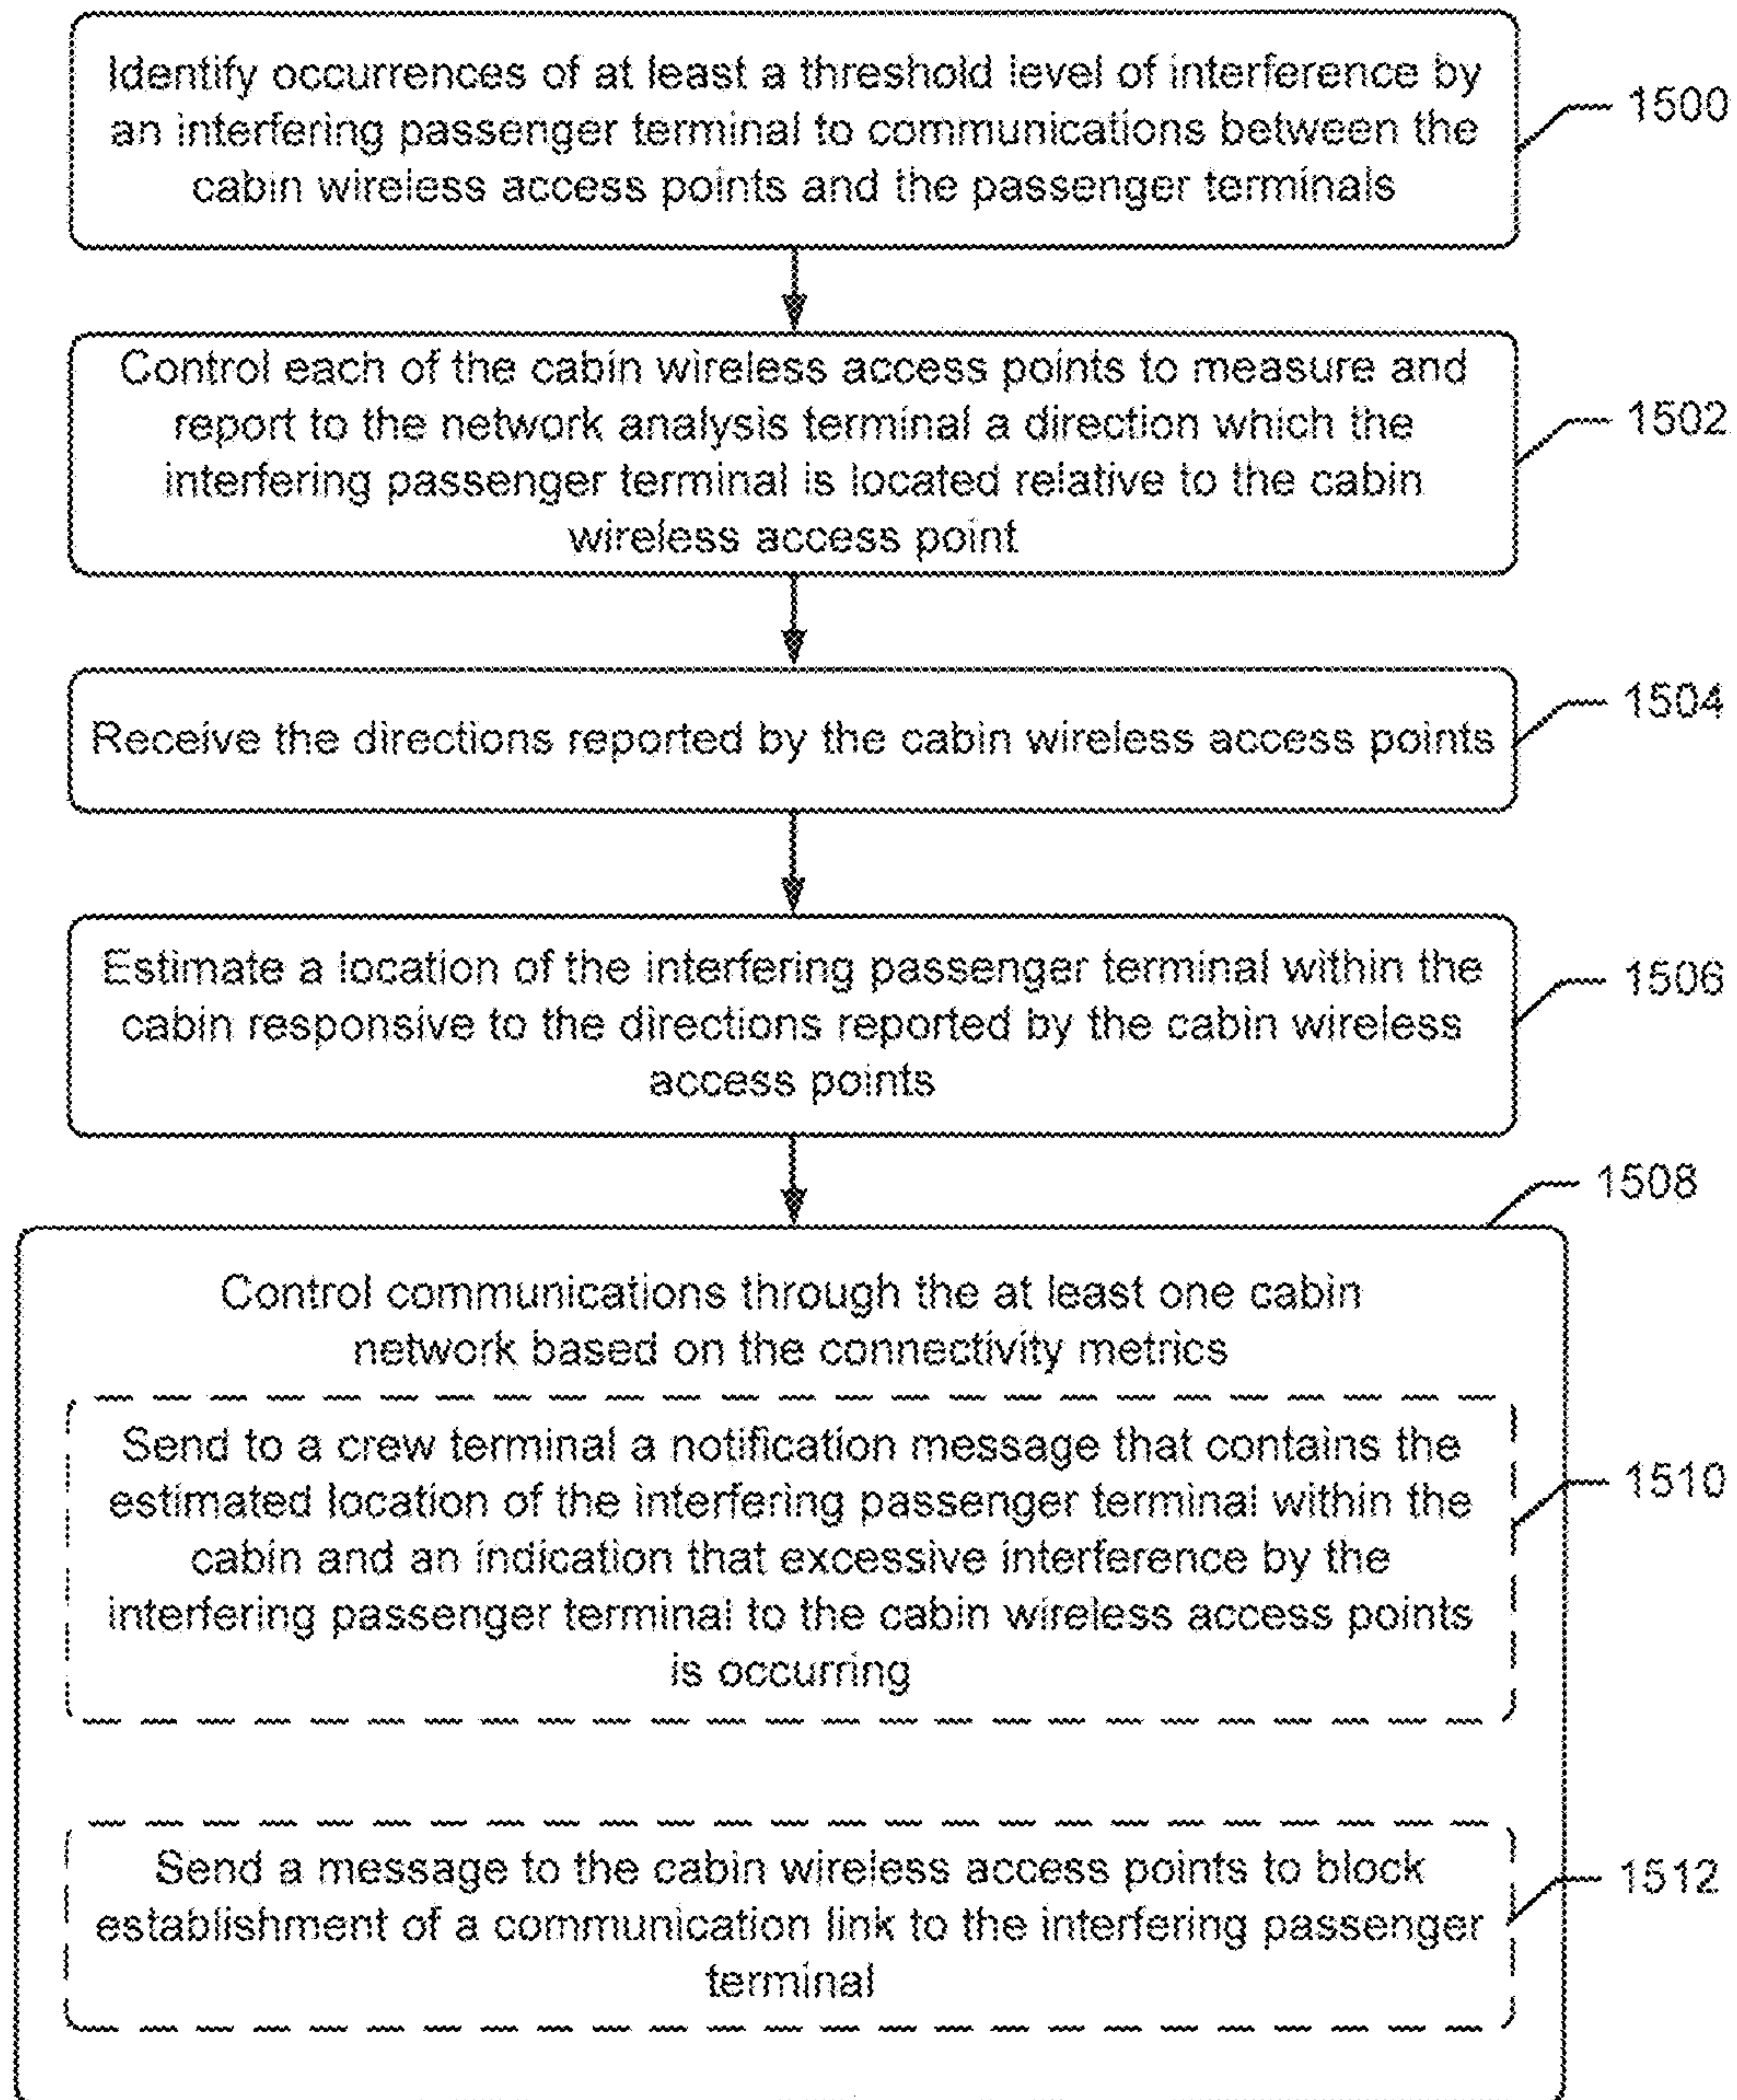 Identify occurrences of at least a threshold level of interference by
an interfering passenger terminal to communications between the
cabin wireless access points and the passenger terminals
1500
Control each of the cabin wireless access points to measure and
report to the network analysis terminal a direction which the
interfering passenger terminal is located relative to the cabin
wireless access point
1502
Receive the directions reported by the cabin wireless access points
1504
Estimate a location of the interfering passenger terminal within the
cabin responsive to the directions reported by the cabin wireless
access points
1506
1508
Control communications through the at least one cabin
network based on the connectivity metrics
Send to a crew terminal a notification message that contains the
estimated location of the interfering passenger terminal within the
cabin and an indication that excessive interference by the
interfering passenger terminal to the cabin wireless access points
is occurring
1510
Send a message to the cabin wireless access points to block
establishment of a communication link to the interfering passenger
terminal
1512